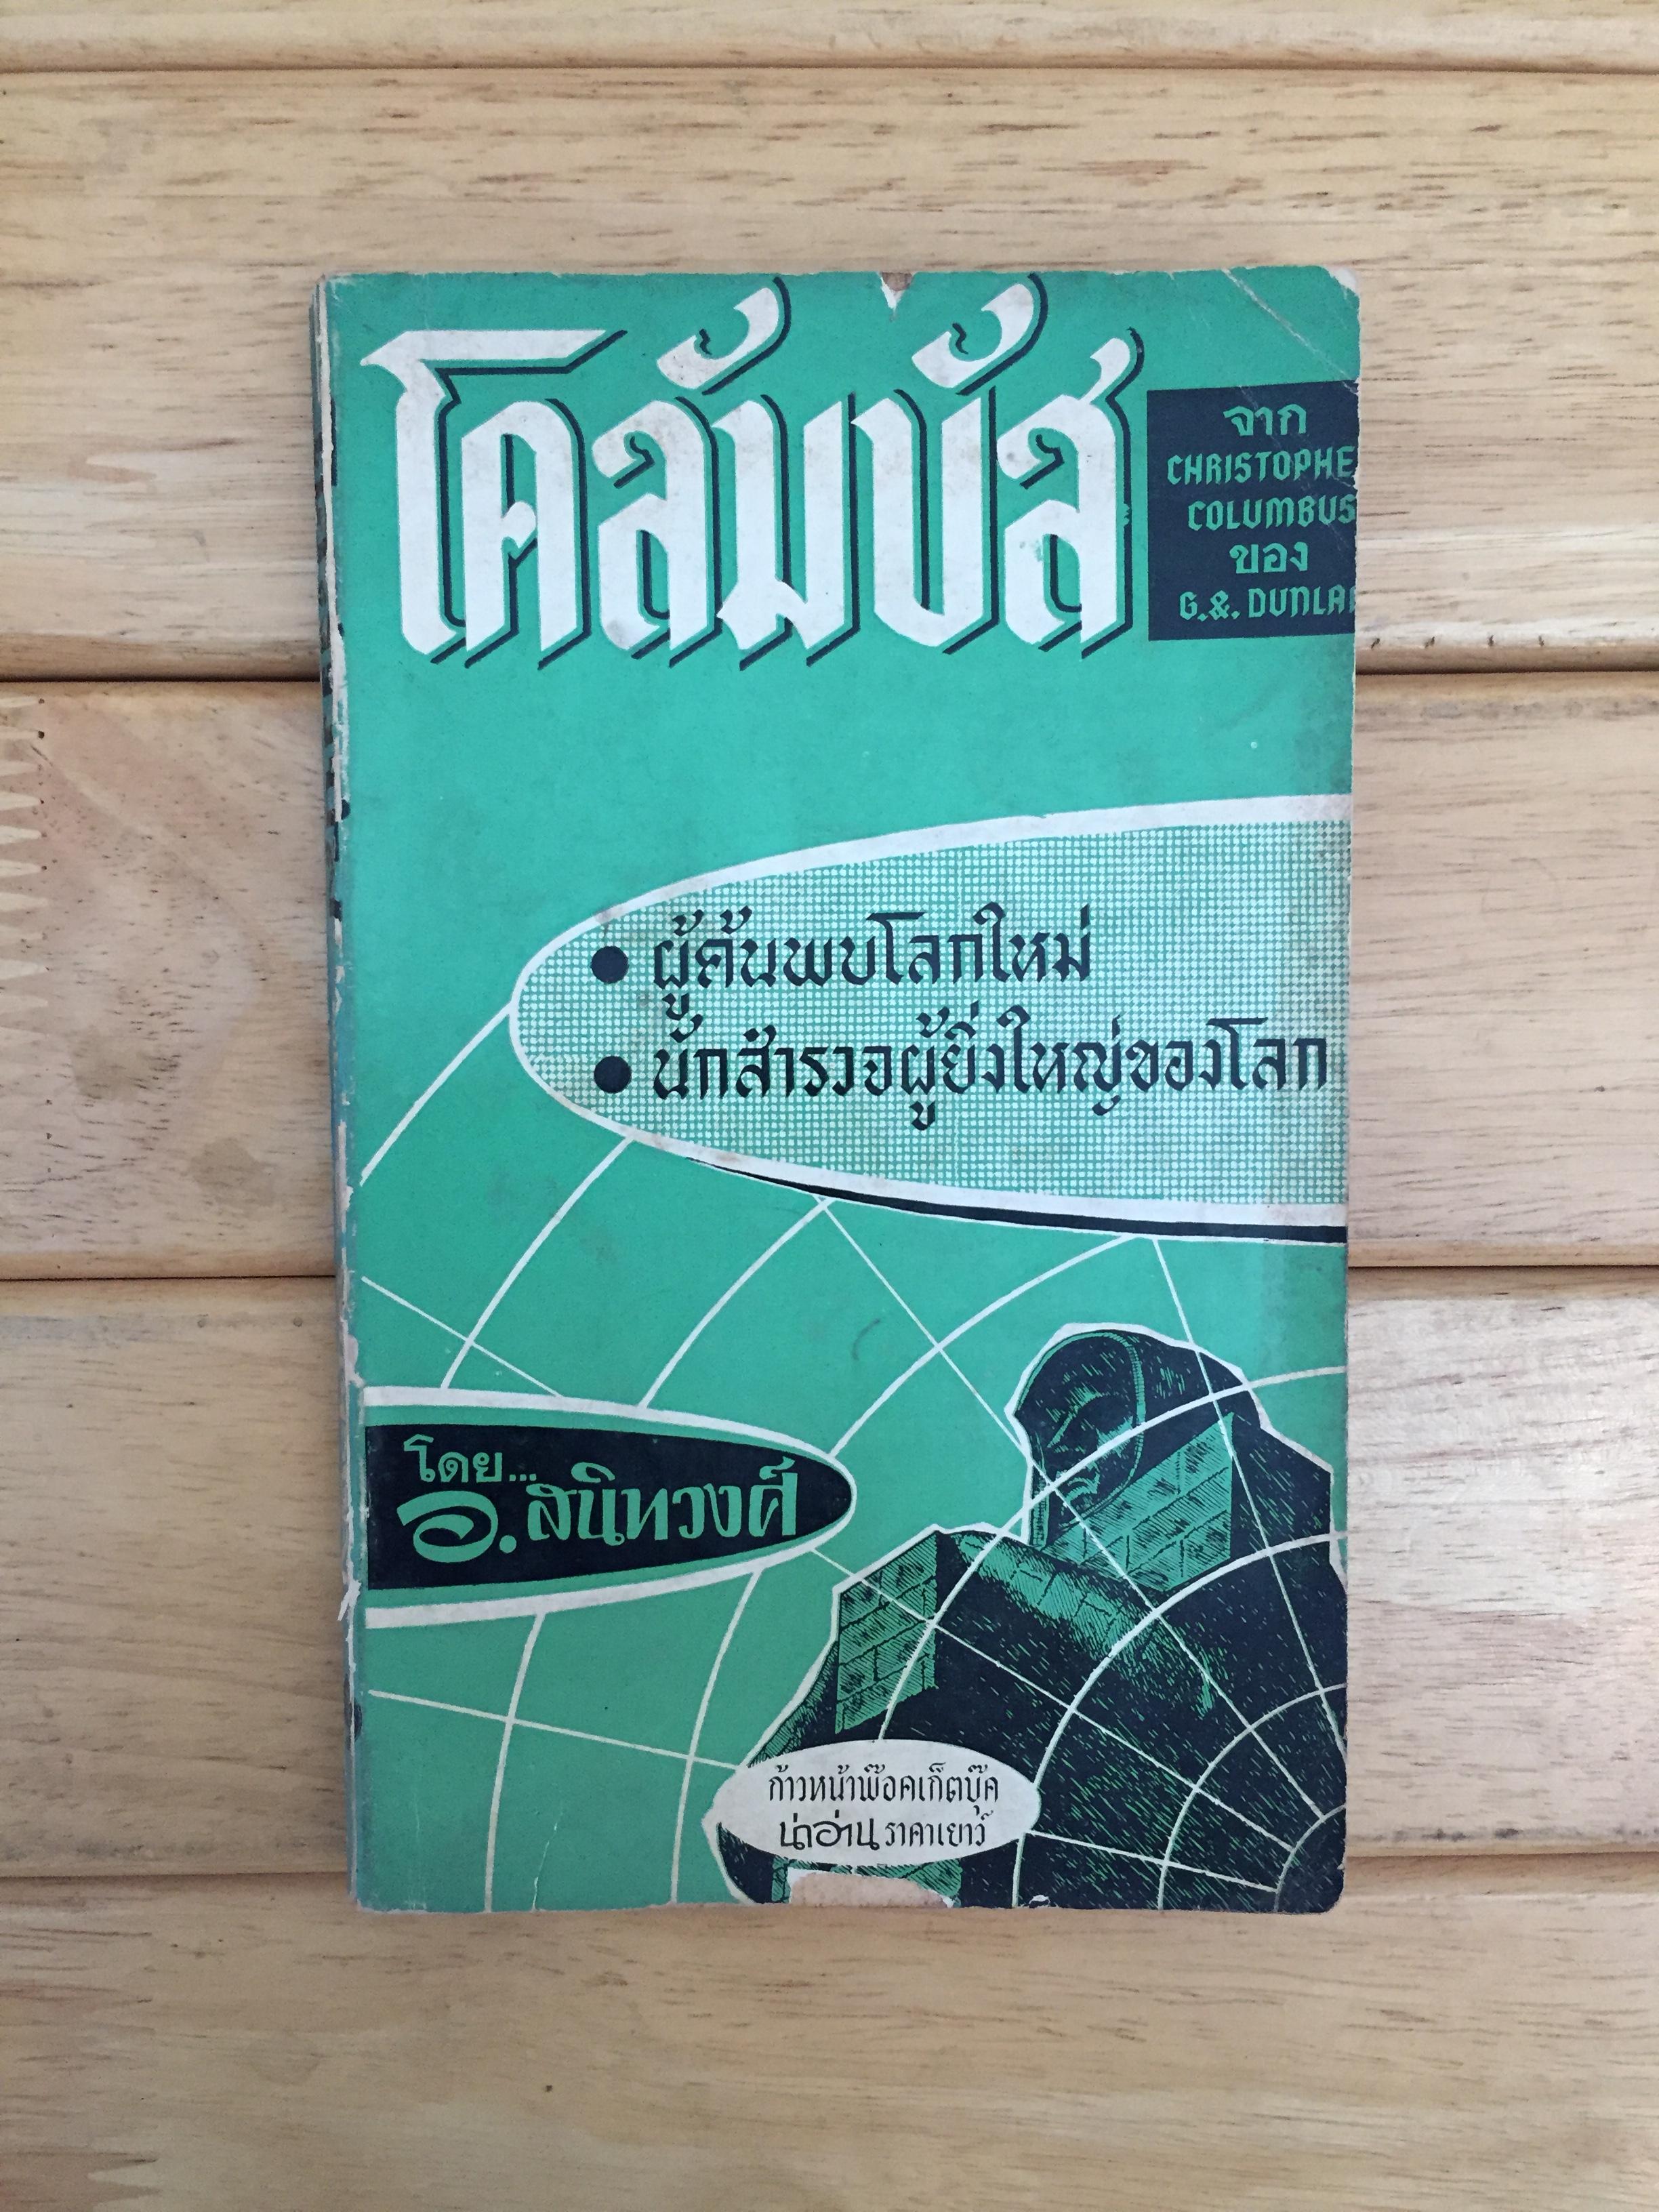 โคลัมบัส
จาก
CHRISTOPHE
COLUMBUS
ของ
G.&. DUNLAP
• ผู้ค้นพบโลกใหม่
• นักสำรวจผู้ยิ่งใหญ่ของโลก
โดย...
อ. สนิทวงศ์
ก้าวหน้าพ๊อคเก็ตบุ๊ค
น่าอ่าน ราคาเยาว์